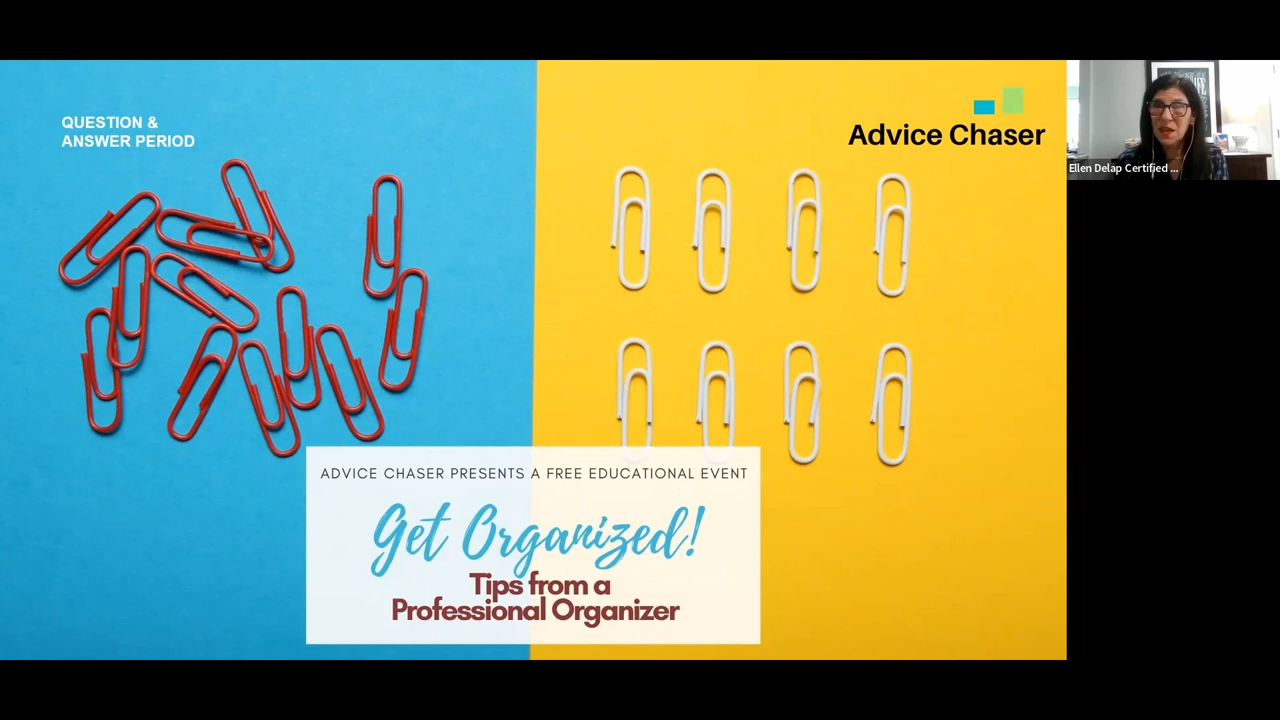 QUESTION &
ANSWER PERIOD
Advice Chaser
Ellen Delap Certified ...
ADVICE CHASER PRESENTS A FREE EDUCATIONAL EVENT
Get Organized!
Tips from a
Professional Organizer